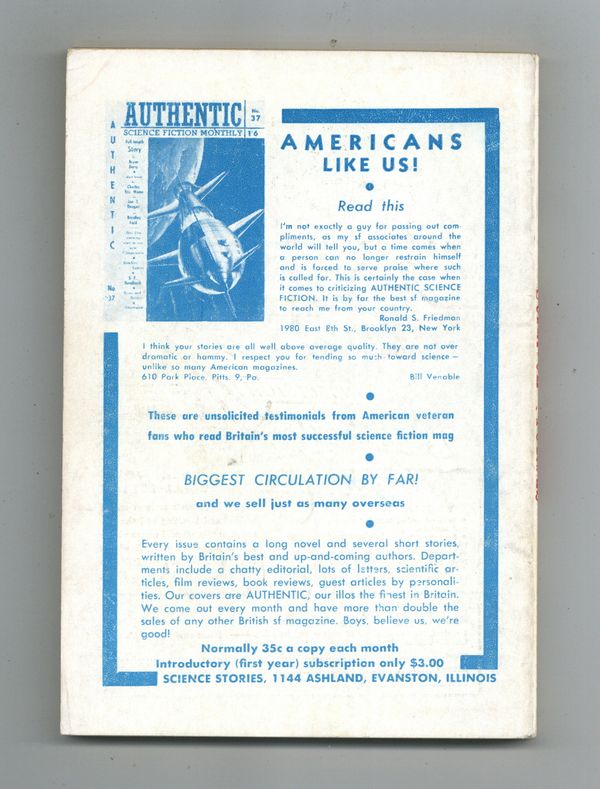 AUTHENTIC
No. 37
SCIENCE FICTION MONTHLY 1'6
AUTHENTIC
Full length
Story
No 37
AMERICANS
LIKE US!
Read this
I'm not exactly a guy for passing out com-
pliments, as my sf associates around the
world will tell you, but a time comes when
a person can no longer restrain himself
and is forced to serve praise where such
is called for. This is certainly the case when
it comes to criticizing AUTHENTIC SCIENCE
FICTION. It is by far the best sf magazine
to reach me from your country.
Ronald S. Friedman
1980 East 8th St., Brooklyn 23, New York
I think your stories are all well above average quality. They are not over
dramatic or hammy. I respect you for tending so much toward science —
unlike so many American magazines.
610 Park Place, Pitts. 9, Pa. Bill Venable
These are unsolicited testimonials from American veteran
fans who read Britain's most successful science fiction mag
BIGGEST CIRCULATION BY FAR!
and we sell just as many overseas
Every issue contains a long novel and several short stories,
written by Britain's best and up-and-coming authors. Depart-
ments include a chatty editorial, lots of letters, scientific ar-
ticles, film reviews, book reviews, guest articles by personali-
ties. Our covers are AUTHENTIC, our illos the finest in Britain.
We come out every month and have more than double the
sales of any other British sf magazine. Boys, believe us, we're
good!
Normally 35c a copy each month
Introductory (first year) subscription only $3.00
SCIENCE STORIES, 1144 ASHLAND, EVANSTON, ILLINOIS